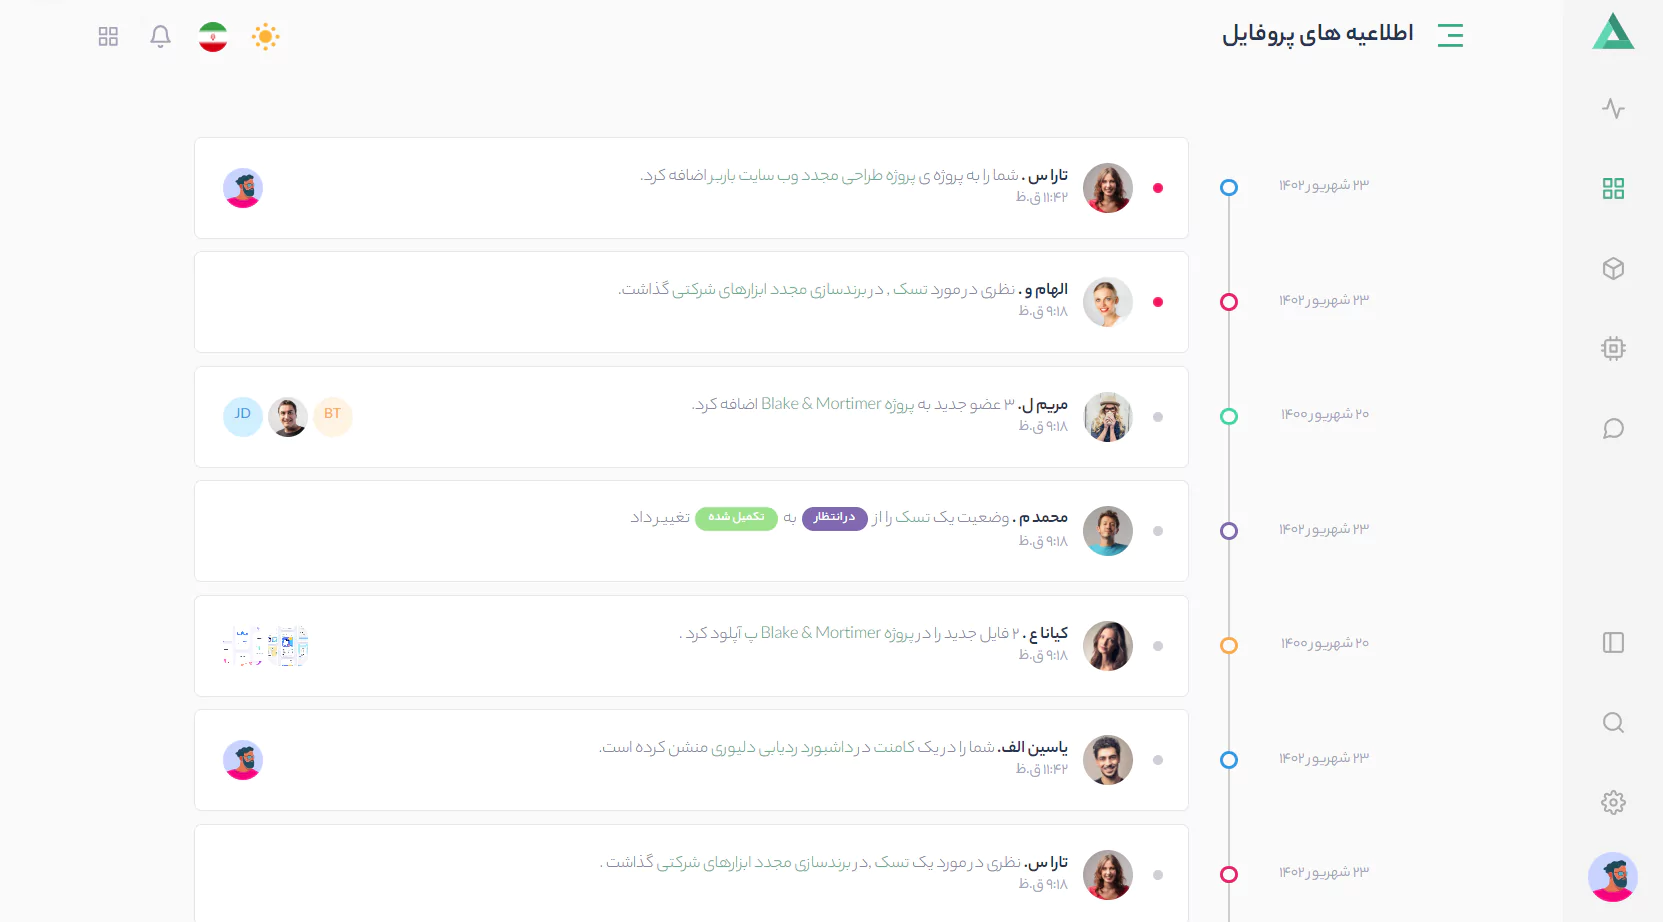 اطلاعیه های پروفایل
۲۳ شهریور ۱۴۰۲
تارا س . شما را به پروژه ی پروژه طراحی مجدد وب سایت باربر اضافه کرد.
۱۱:۴۲ ق.ظ
۲۳ شهریور ۱۴۰۲
الهام و . نظری در مورد تسک , در برندسازی مجدد ابزارهای شرکتی گذاشت.
۹:۱۸ ق.ظ
۲۰ شهریور ۱۴۰۰
مریم ل. ۳ عضو جدید به پروژه Blake & Mortimer اضافه کرد.
۹:۱۸ ق.ظ
BT
JD
۲۳ شهریور ۱۴۰۲
محمد م . وضعیت یک تسک را از در انتظار به تکمیل شده تغییر داد
۹:۱۸ ق.ظ
۲۰ شهریور ۱۴۰۰
کیانا ع . ۲ فایل جدید را در پروژه Blake & Mortimer پ آپلود کرد .
۹:۱۸ ق.ظ
۲۳ شهریور ۱۴۰۲
یاسین الف. شما را در یک کامنت در داشبورد ردیابی دلیوری منشن کرده است.
۱۱:۴۲ ق.ظ
۲۳ شهریور ۱۴۰۲
تارا س. نظری در مورد یک تسک ,در برندسازی مجدد ابزارهای شرکتی گذاشت .
۹:۱۸ ق.ظ